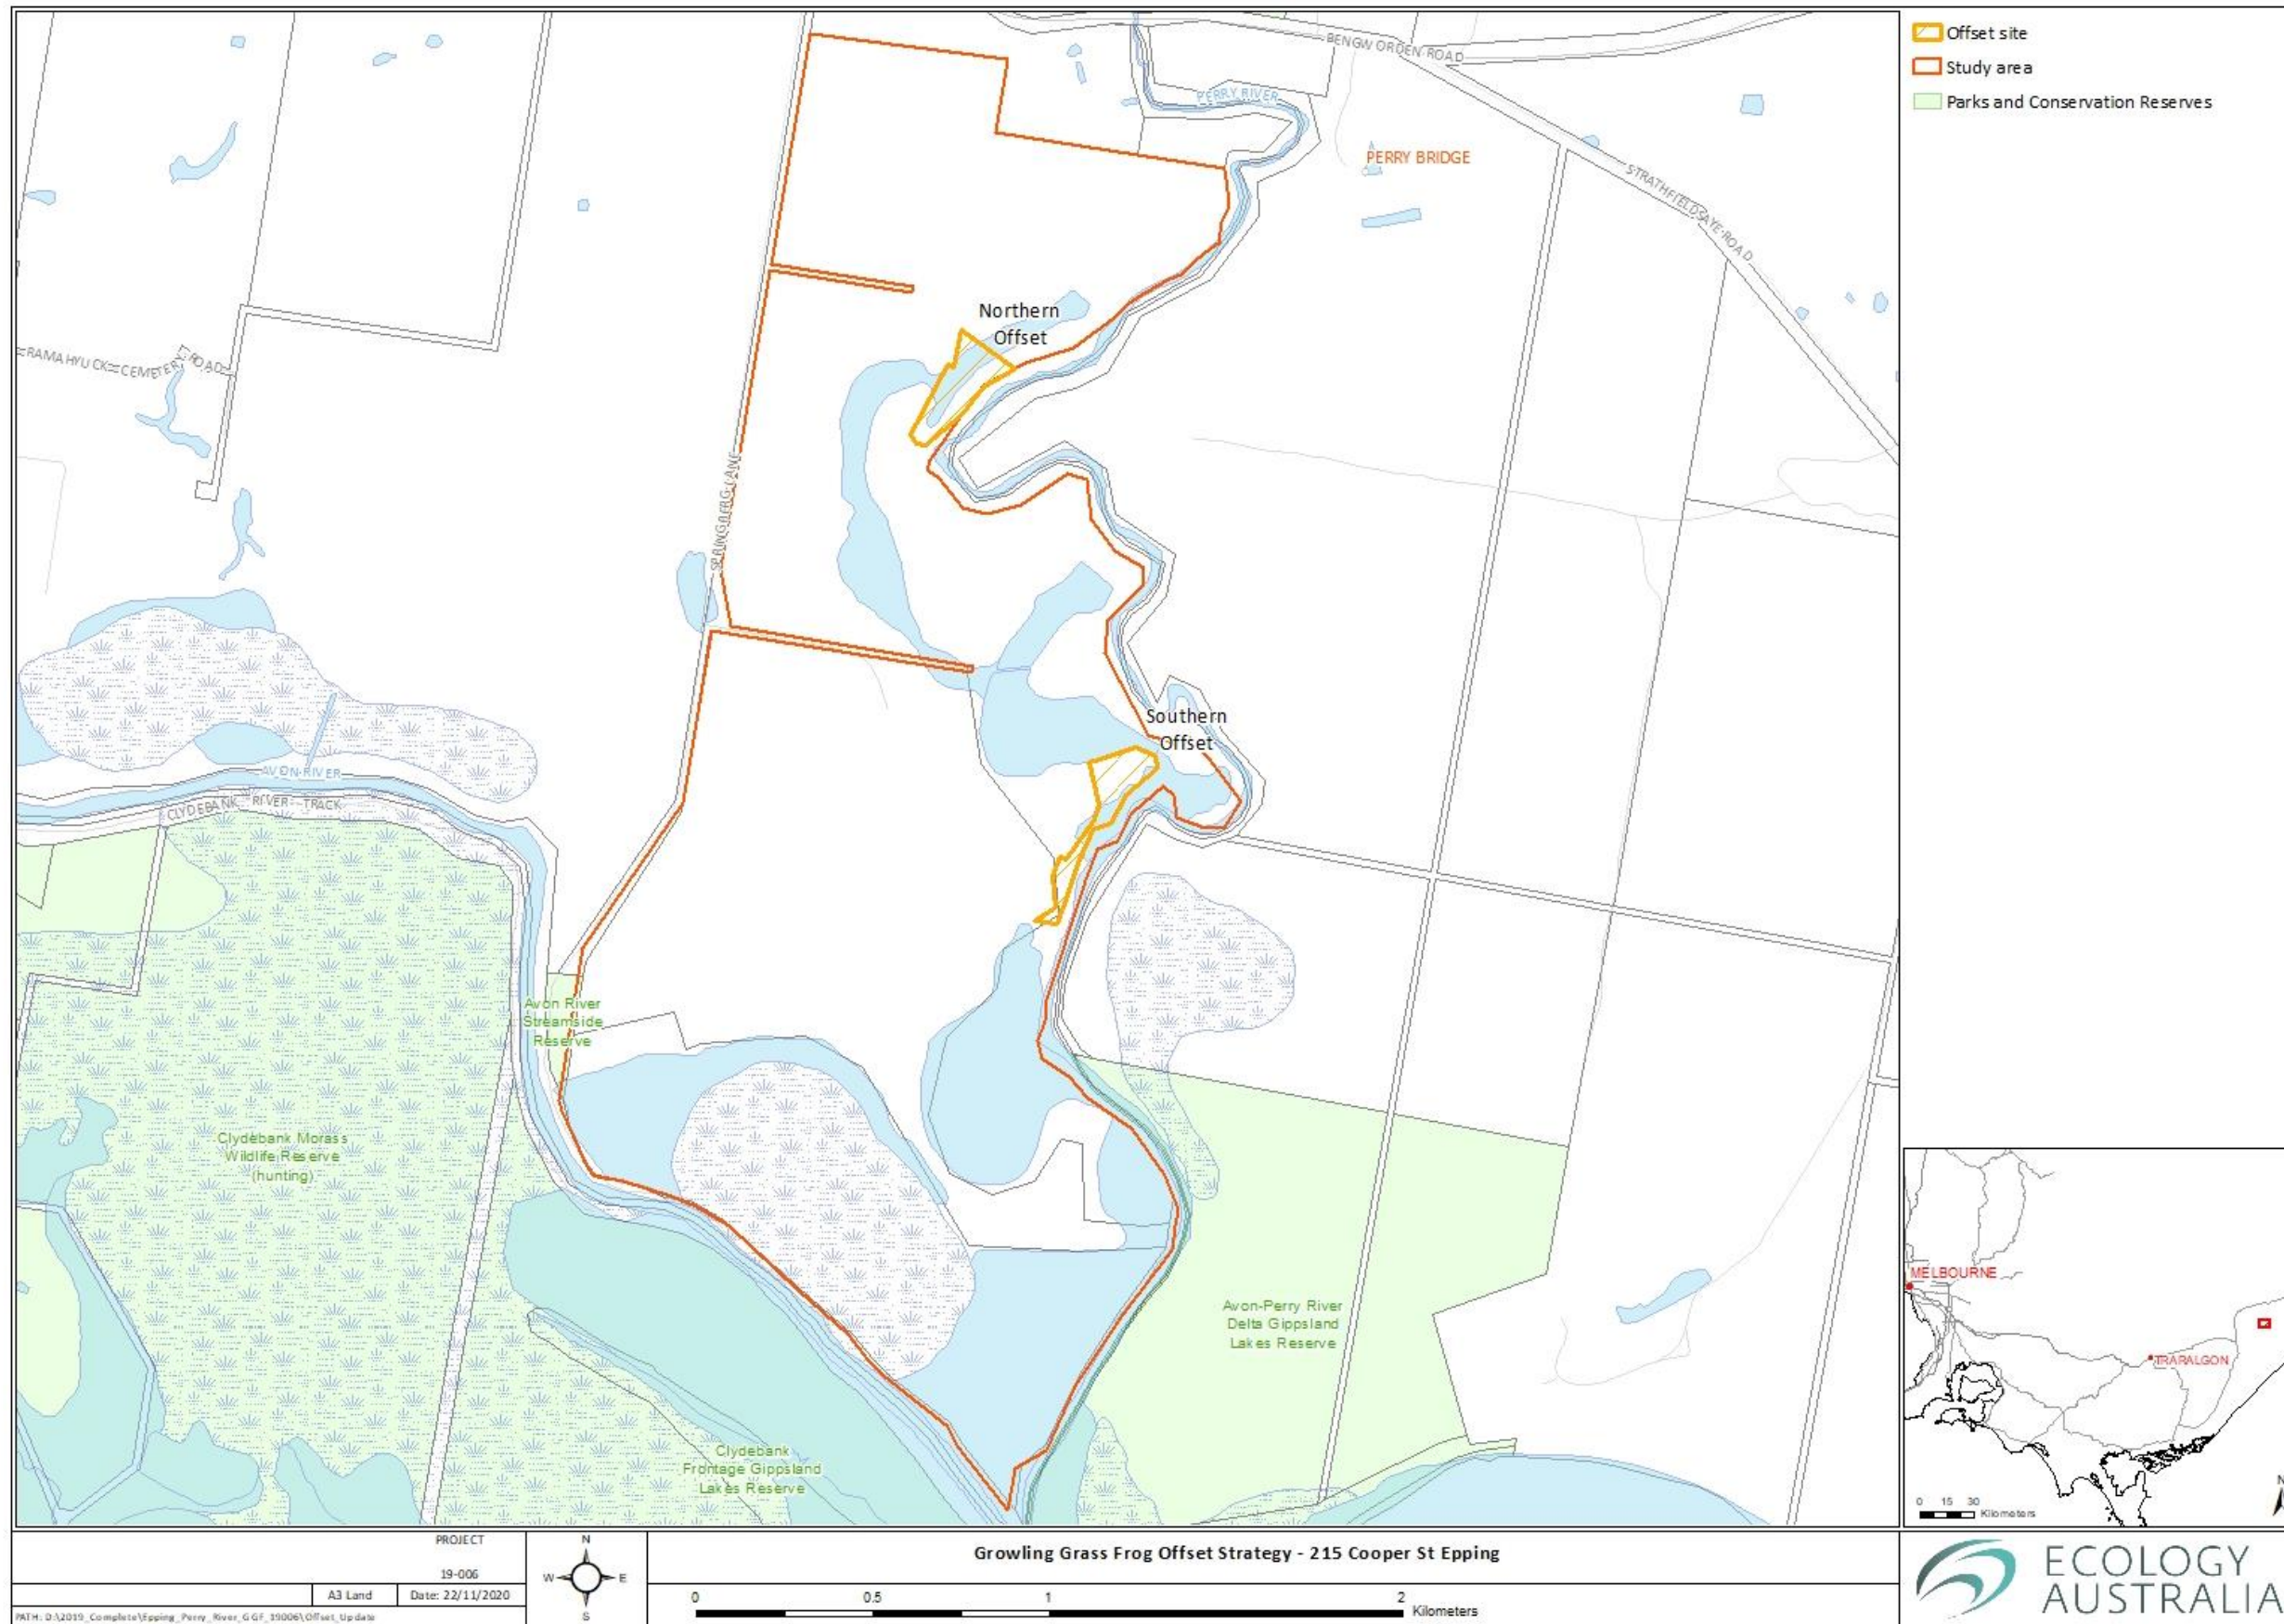 BENGWORDEN ROAD
Offset site
Study area
Parks and Conservation Reserves
PERRY RIVER
PERRY BRIDGE
STRATHFIELDSAYE ROAD
Northern
Offset
RAMAHYUCK CEMETERY ROAD
LANE
Southern
Offset
AVON RIVER
CLYDEBANK RIVER TRACK
Avon River
Streamside
Reserve
Clydebank Morass
Wildlife Reserve
(hunting)
Avon-Perry River
Delta Gippsland
Lakes Reserve
Clydebank
Frontage Gippsland
Lakes Reserve
MELBOURNE
TRARALGON
N
0 15 30
Kilometers
PROJECT
19-006
A3 Land
Date: 22/11/2020
PATH: D:\2019_Complete\Epping_Perry_River_GGF_19006\Offset_Update
N
W E
S
Growling Grass Frog Offset Strategy - 215 Cooper St Epping
0 0.5 1 2
Kilometers
ECOLOGY
AUSTRALIA